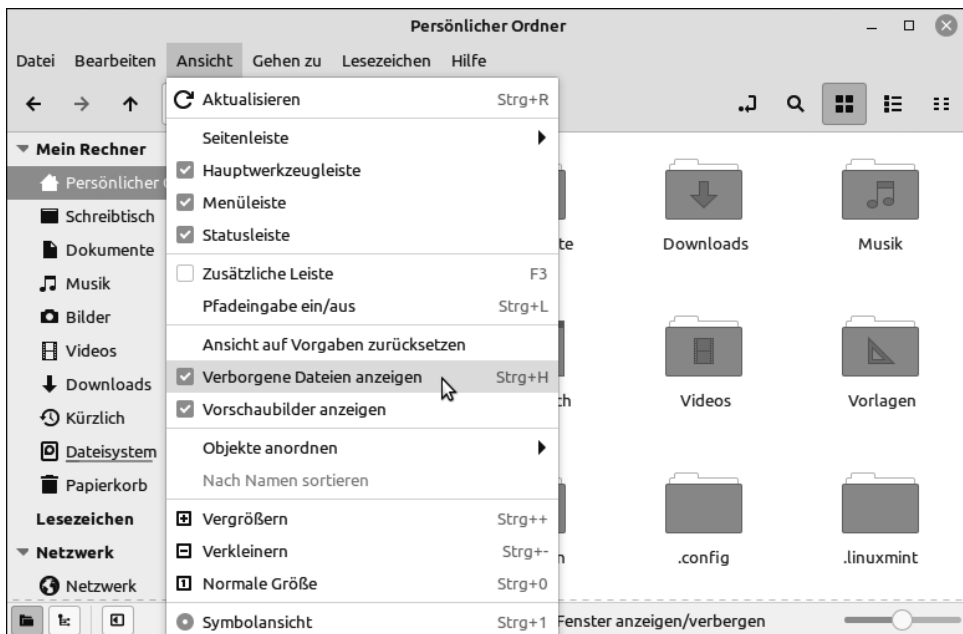 Persönlicher Ordner
Datei Bearbeiten Ansicht Gehen zu Lesezeichen Hilfe
Aktualisieren Strg+R
Seitenleiste
Hauptwerkzeugleiste
Menüleiste
Statusleiste
Zusätzliche Leiste F3
Pfadeingabe ein/aus Strg+L
Ansicht auf Vorgaben zurücksetzen
Verborgene Dateien anzeigen Strg+H
Vorschaubilder anzeigen
Objekte anordnen
Nach Namen sortieren
Vergrößern Strg++
Verkleinern Strg+-
Normale Größe Strg+0
Symbolansicht Strg+1
Mein Rechner
Persönlicher
Schreibtisch
Dokumente
Musik
Bilder
Videos
Downloads
Kürzlich
Dateisystem
Papierkorb
Lesezeichen
Netzwerk
Netzwerk
te Downloads Musik
ch Videos Vorlagen
n .config .linuxmint
Fenster anzeigen/verbergen